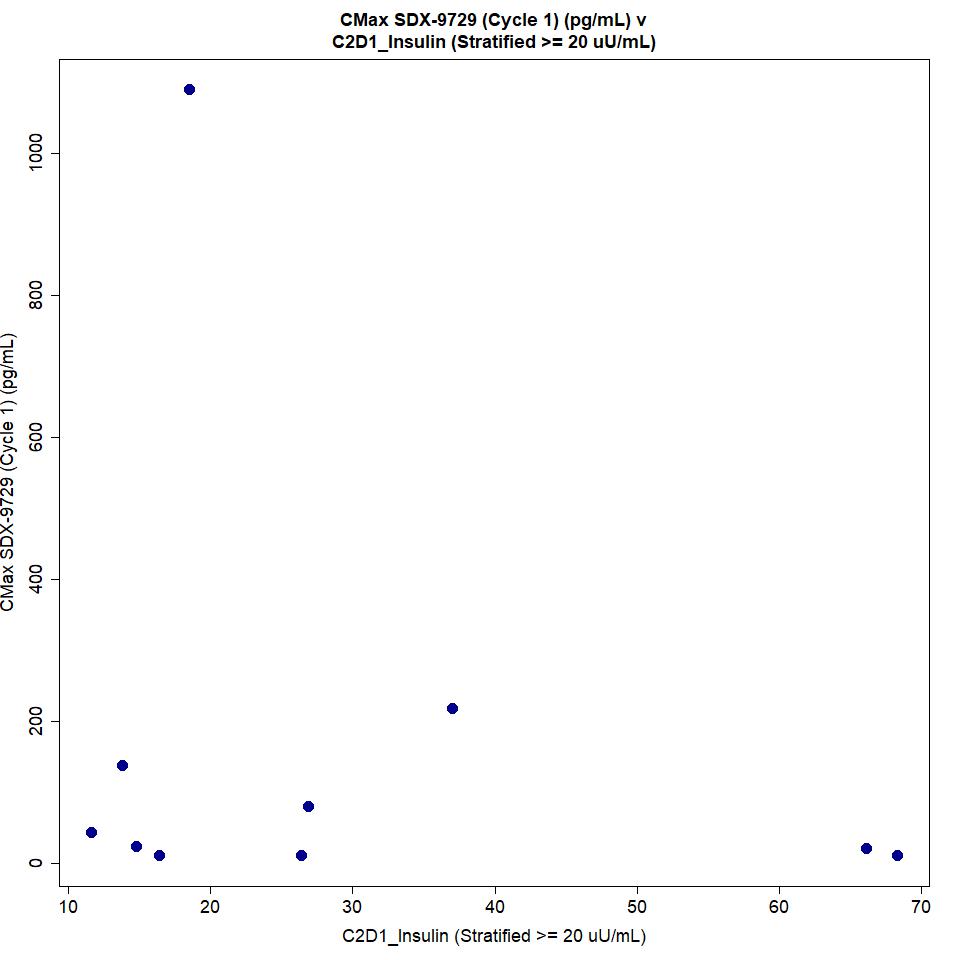 CMax SDX-9729 (Cycle 1) (pg/mL) v
C2D1_Insulin (Stratified >= 20 uU/mL)
CMax SDX-9729 (Cycle 1) (pg/mL)
1000
800
600
400
200
0
10 20 30 40 50 60 70
C2D1_Insulin (Stratified >= 20 uU/mL)